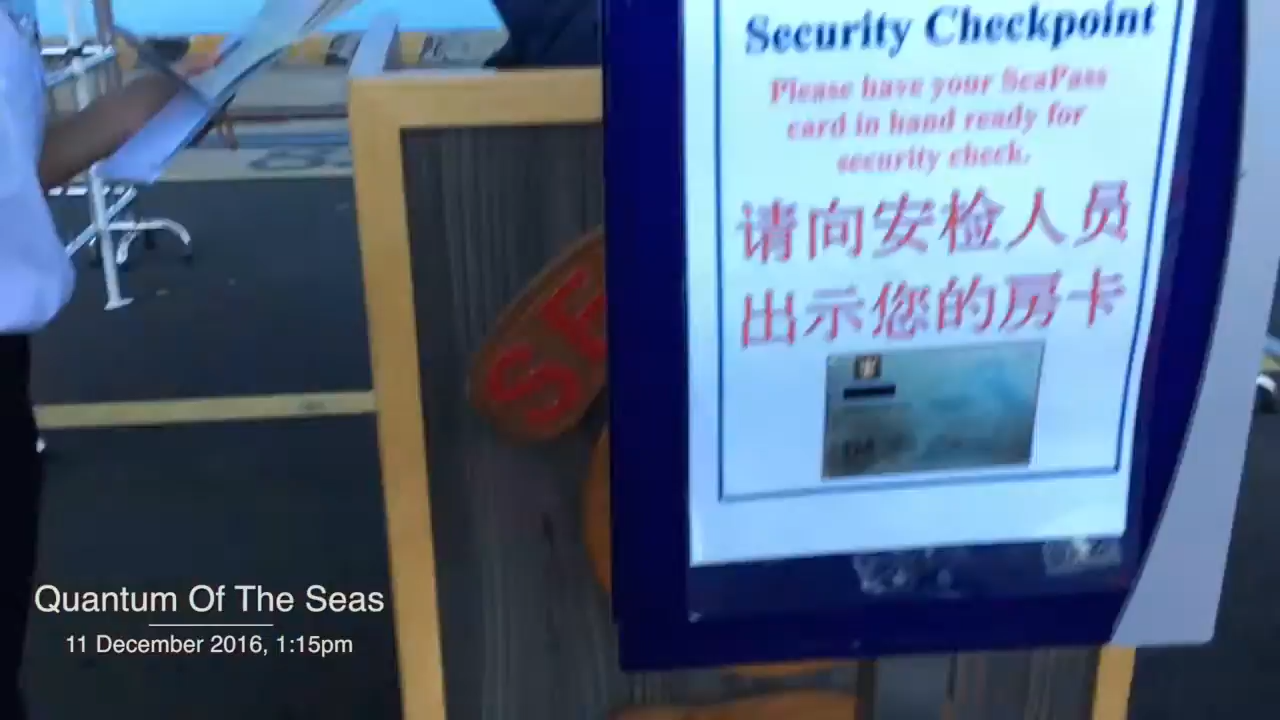 Security Checkpoint
Please have your SeaPass
card in hand ready for
security check.
请向安检人员
出示您的房卡
SE
Quantum Of The Seas
11 December 2016, 1:15pm